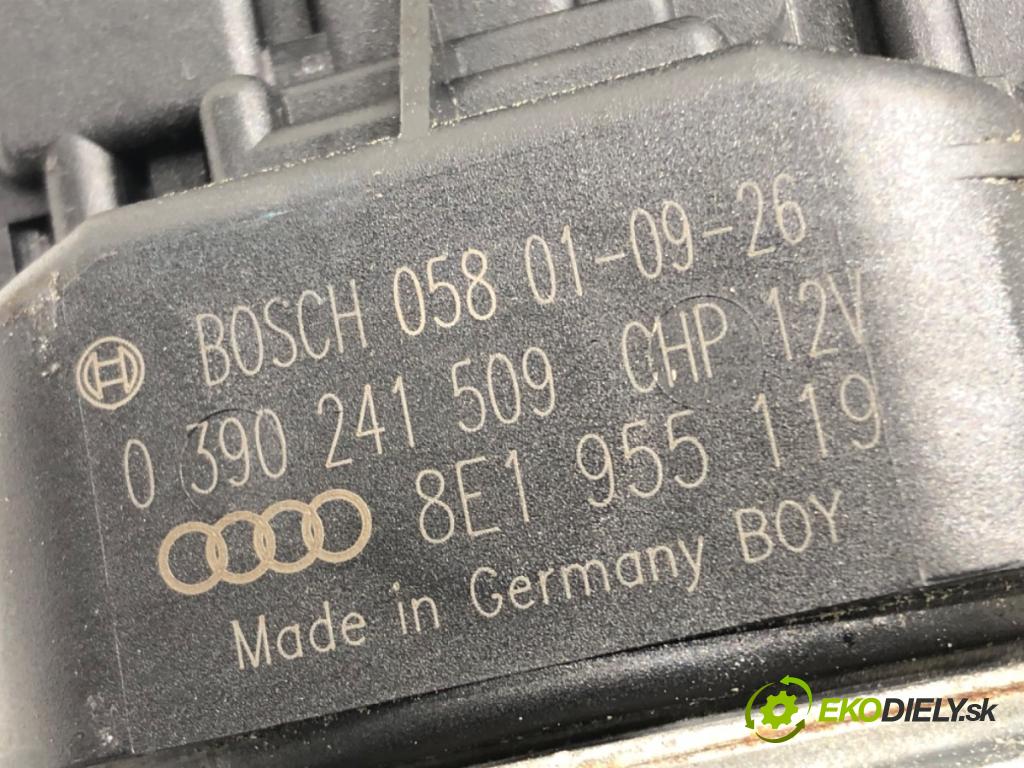 BOSCH 058 01-09-26
0 390 241 509 CHP 12V
8E1 955 119
Made in Germany BOY
EKODIELY.sk